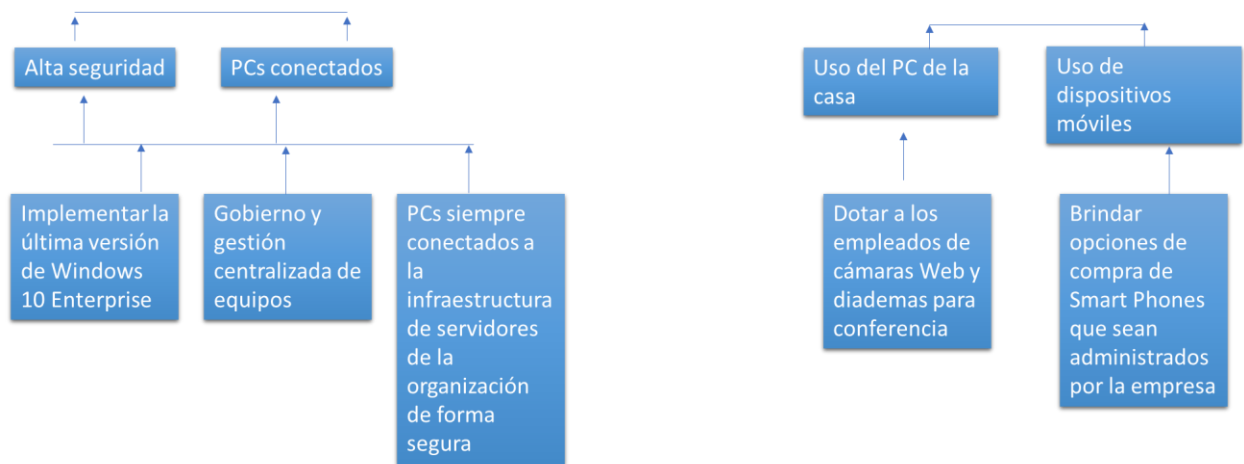 Alta seguridad
PCs conectados
Uso del PC de la
casa
Uso de
dispositivos
móviles
Implementar la
última versión
de Windows
10 Enterprise
Gobierno y
gestión
centralizada de
equipos
PCs siempre
conectados a
la
infraestructura
de servidores
de la
organización
de forma
segura
Dotar a los
empleados de
cámaras Web y
diademas para
conferencia
Brindar
opciones de
compra de
Smart Phones
que sean
administrados
por la empresa